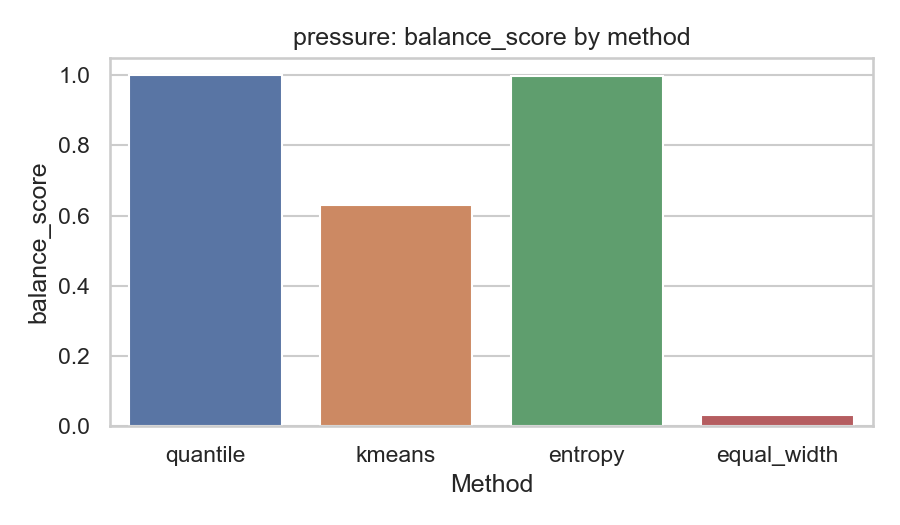 pressure: balance_score by method
balance_score
1.0
0.8
0.6
0.4
0.2
0.0
quantile kmeans entropy equal_width
Method